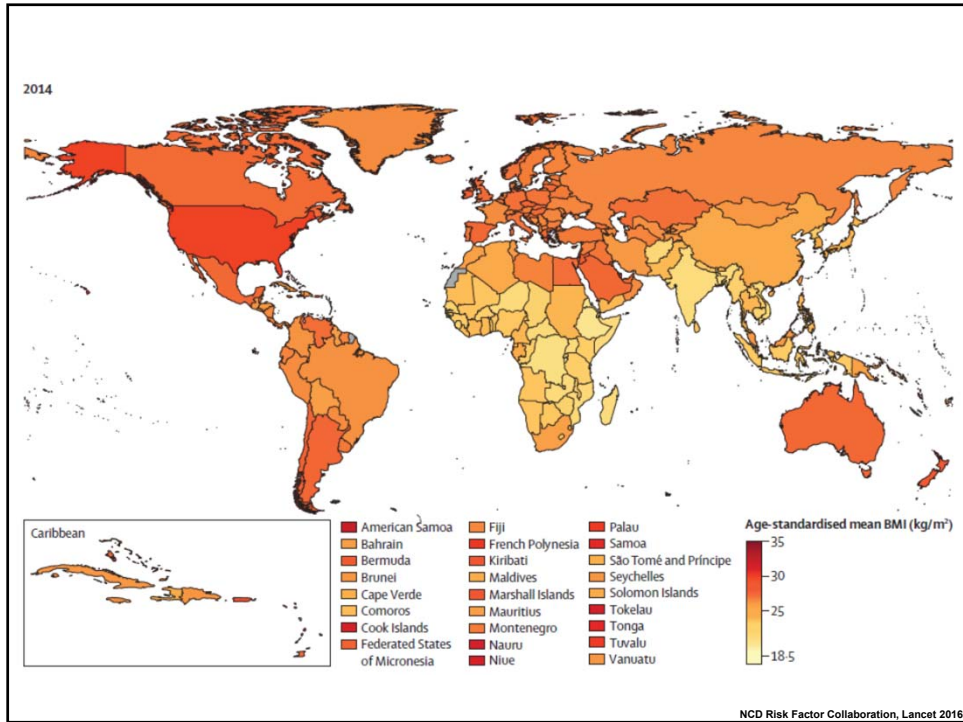 2014
Caribbean
American Samoa
Bahrain
Bermuda
Brunei
Cape Verde
Comoros
Cook Islands
Federated States
of Micronesia
Fiji
French Polynesia
Kiribati
Maldives
Marshall Islands
Mauritius
Montenegro
Nauru
Niue
Palau
Samoa
São Tomé and Príncipe
Seychelles
Solomon Islands
Tokelau
Tonga
Tuvalu
Vanuatu
Age-standardised mean BMI (kg/m²)
35
30
25
18·5
NCD Risk Factor Collaboration, Lancet 2016